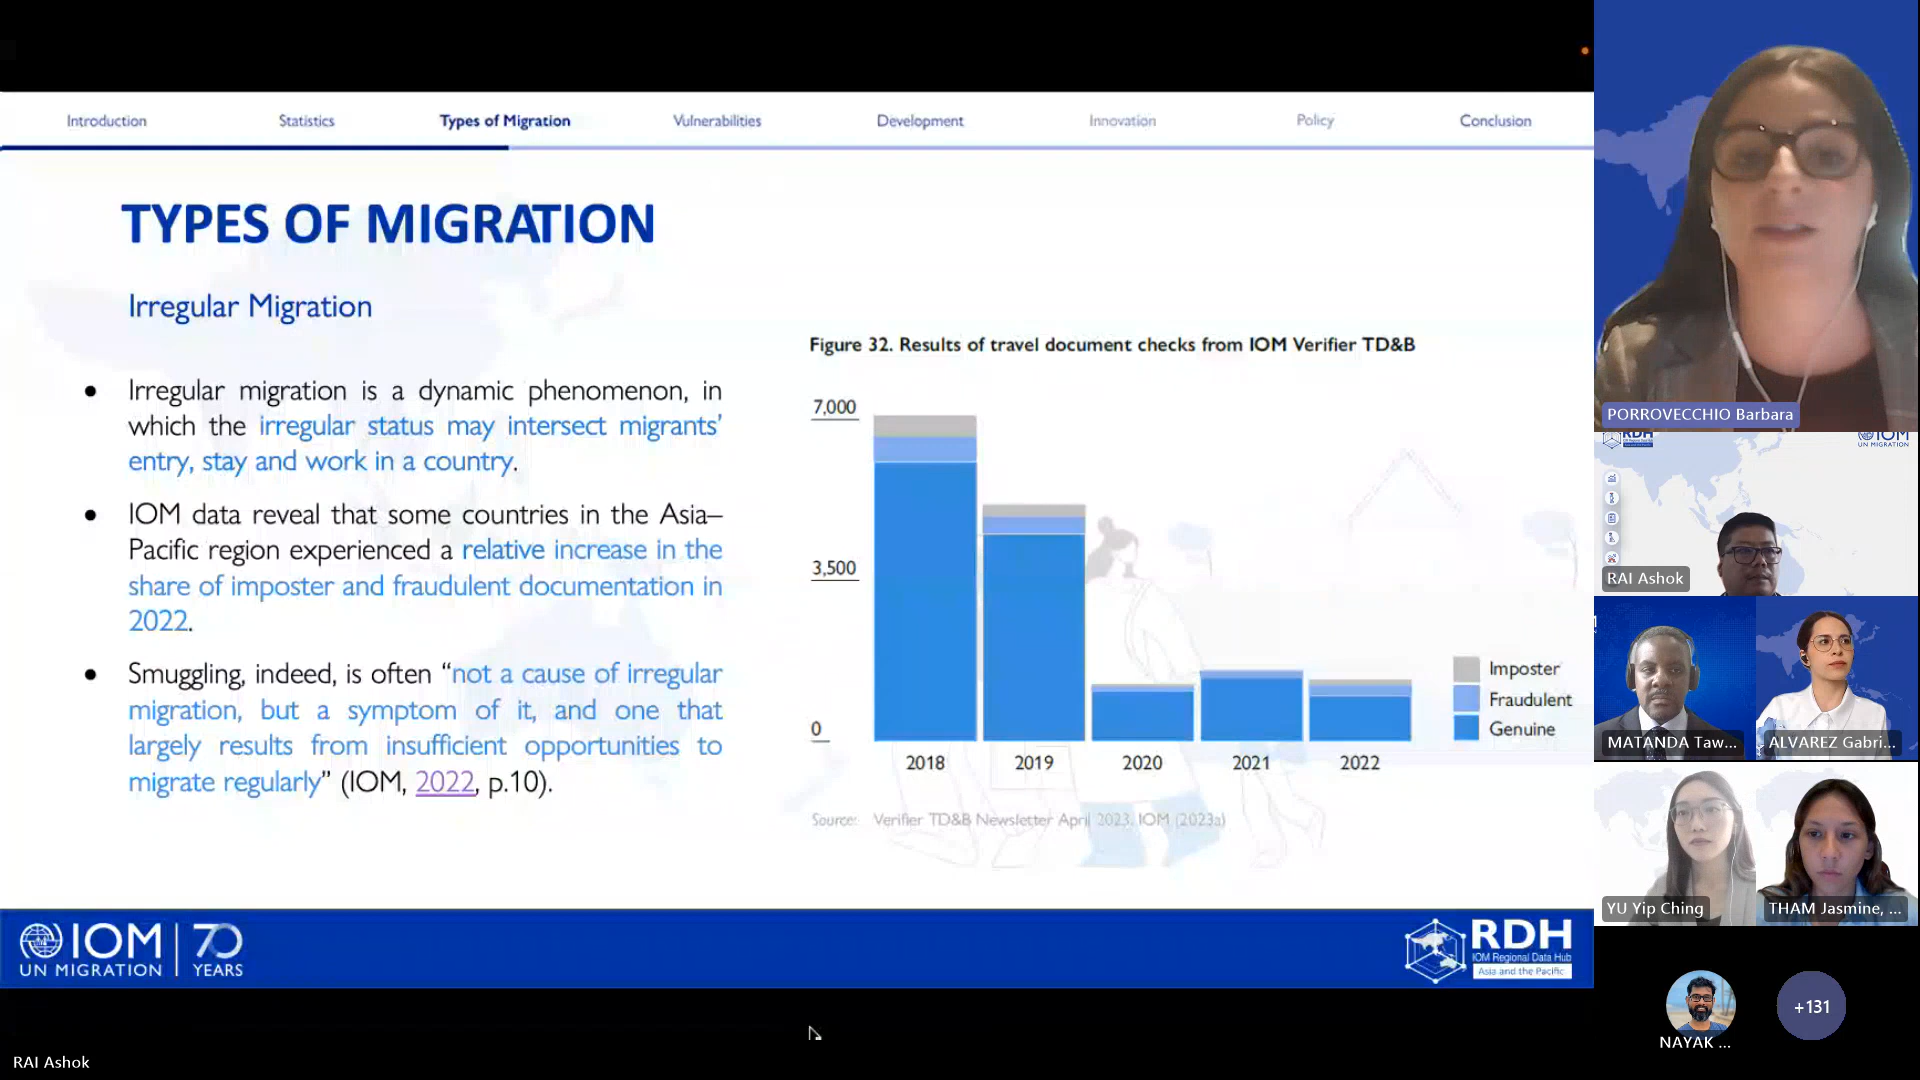 Introduction
Statistics
Types of Migration
Vulnerabilities
Development
Innovation
Policy
Conclusion
TYPES OF MIGRATION
Irregular Migration
• Irregular migration is a dynamic phenomenon, in
which the irregular status may intersect migrants’
entry, stay and work in a country.
• IOM data reveal that some countries in the Asia–
Pacific region experienced a relative increase in the
share of imposter and fraudulent documentation in
2022.
• Smuggling, indeed, is often “not a cause of irregular
migration, but a symptom of it, and one that
largely results from insufficient opportunities to
migrate regularly” (IOM, 2022, p.10).
Figure 32. Results of travel document checks from IOM Verifier TD&B
7,000
3,500
0
2018
2019
2020
2021
2022
Imposter
Fraudulent
Genuine
Source: Verifier TD&B Newsletter April 2023, IOM (2023a)
IOM
UN MIGRATION
70
YEARS
RDH
IOM Regional Data Hub
Asia and the Pacific
RAI Ashok
PORROVECCHIO Barbara
RDH
IOM
UN MIGRATION
RAI Ashok
MATANDA Taw...
ALVAREZ Gabri...
YU Yip Ching
THAM Jasmine, ...
NAYAK ...
+131